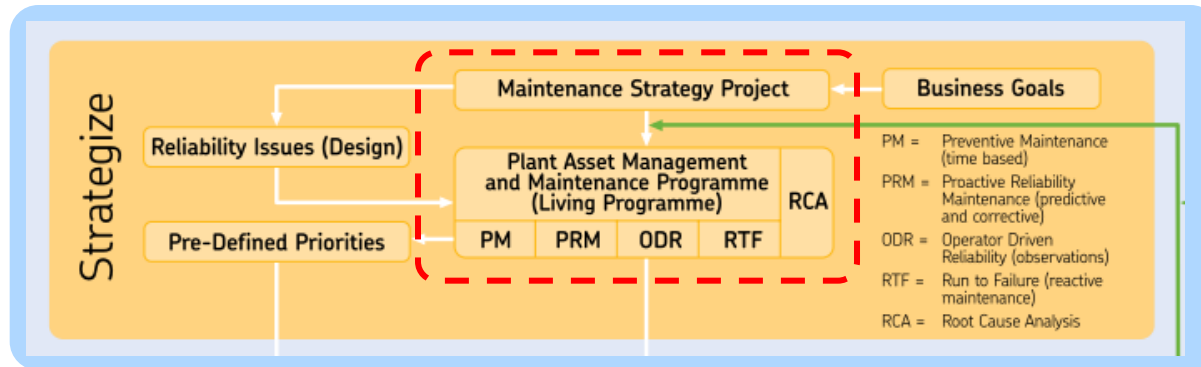 Strategize
Maintenance Strategy Project
Business Goals
Reliability Issues (Design)
Plant Asset Management
and Maintenance Programme
(Living Programme)
RCA
Pre-Defined Priorities
PM
PRM
ODR
RTF
PM = Preventive Maintenance
(time based)
PRM = Proactive Reliability
Maintenance (predictive
and corrective)
ODR = Operator Driven
Reliability (observations)
RTF = Run to Failure (reactive
maintenance)
RCA = Root Cause Analysis